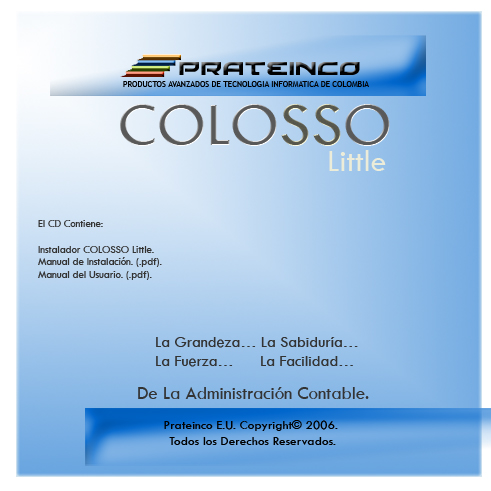 PRATEINCO
PRODUCTOS AVANZADOS DE TECNOLOGIA INFORMATICA DE COLOMBIA
COLOSSO
Little
El CD Contiene:
Instalador COLOSSO Little.
Manual de Instalación. (.pdf).
Manual del Usuario. (.pdf).
La Grandeza... La Sabiduría...
La Fuerza... La Facilidad...
De La Administración Contable.
Prateinco E.U. Copyright© 2006.
Todos los Derechos Reservados.